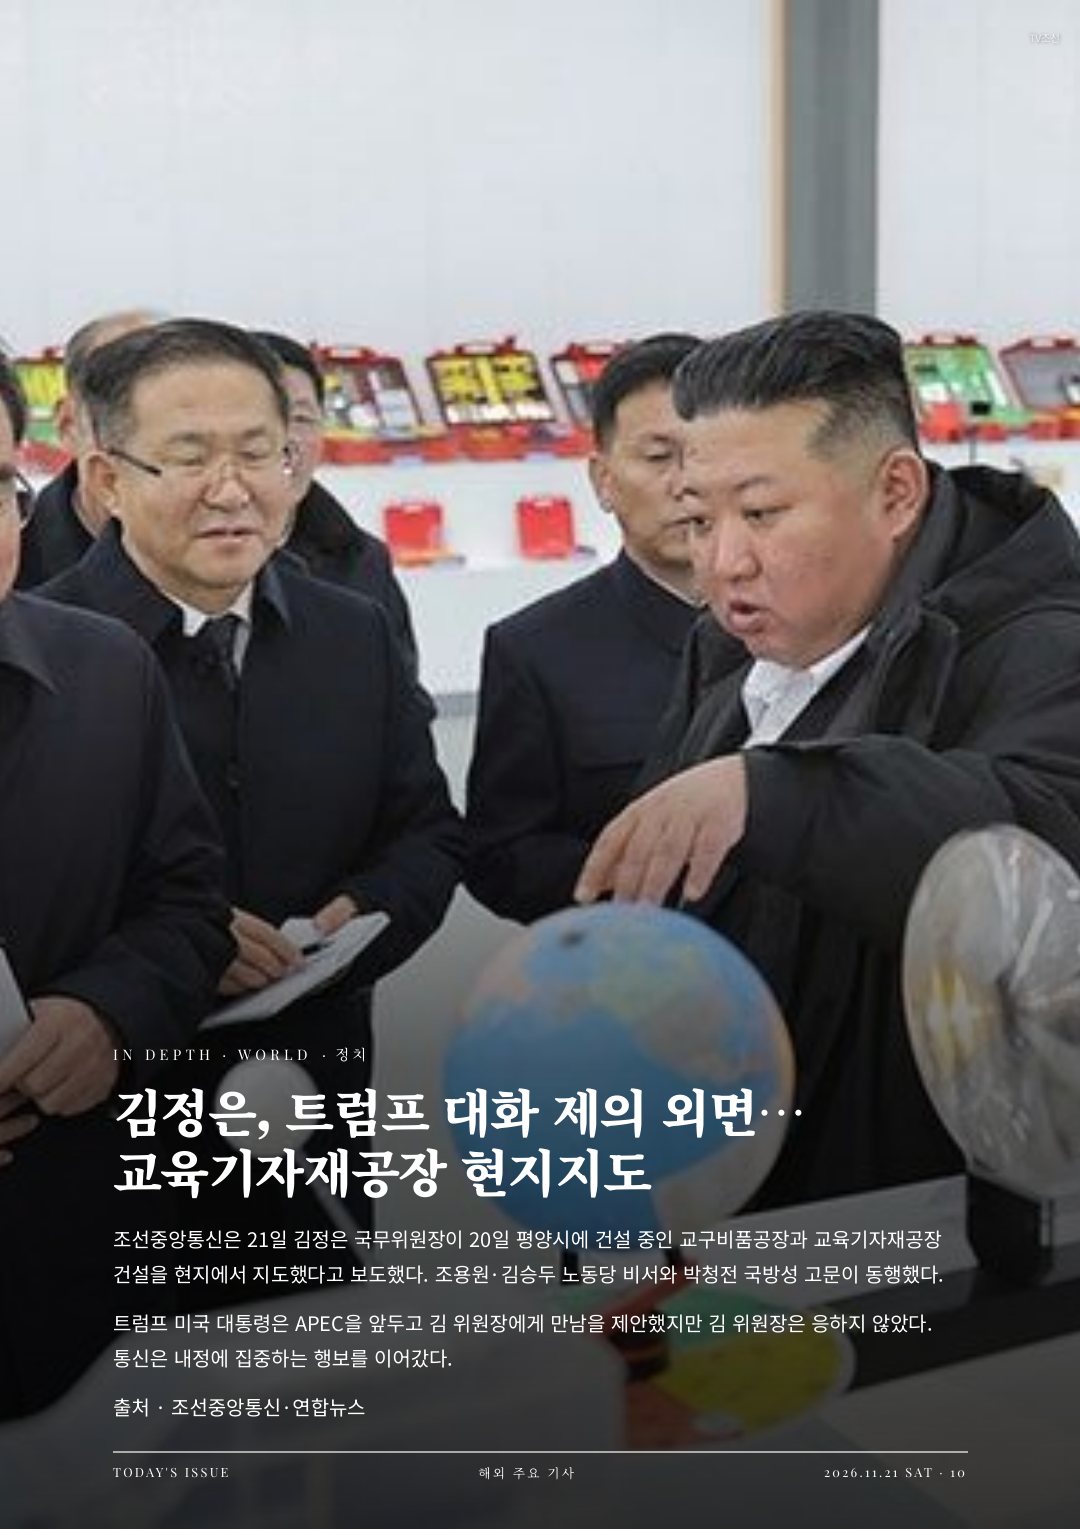 TV조선
IN DEPTH · WORLD · 정치
김정은, 트럼프 대화 제의 외면…
교육기자재공장 현지지도
조선중앙통신은 21일 김정은 국무위원장이 20일 평양시에 건설 중인 교구비품공장과 교육기자재공장
건설을 현지에서 지도했다고 보도했다. 조용원·김승두 노동당 비서와 박정천 국방성 고문이 동행했다.
트럼프 미국 대통령은 APEC을 앞두고 김 위원장에게 만남을 제안했지만 김 위원장은 응하지 않았다.
통신은 내정에 집중하는 행보를 이어갔다.
출처 · 조선중앙통신·연합뉴스
TODAY'S ISSUE
해외 주요 기사
2026.11.21 SAT · 10